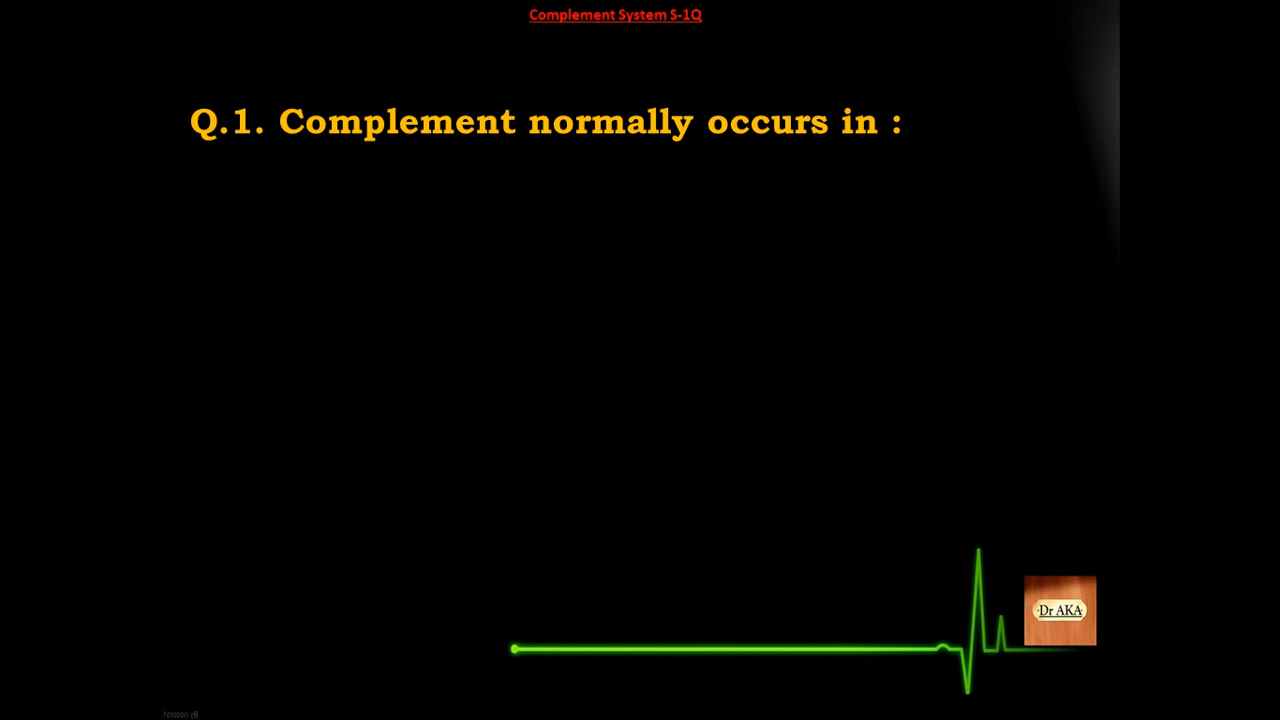 Complement System S-1Q
Q.1. Complement normally occurs in :
Dr AKA